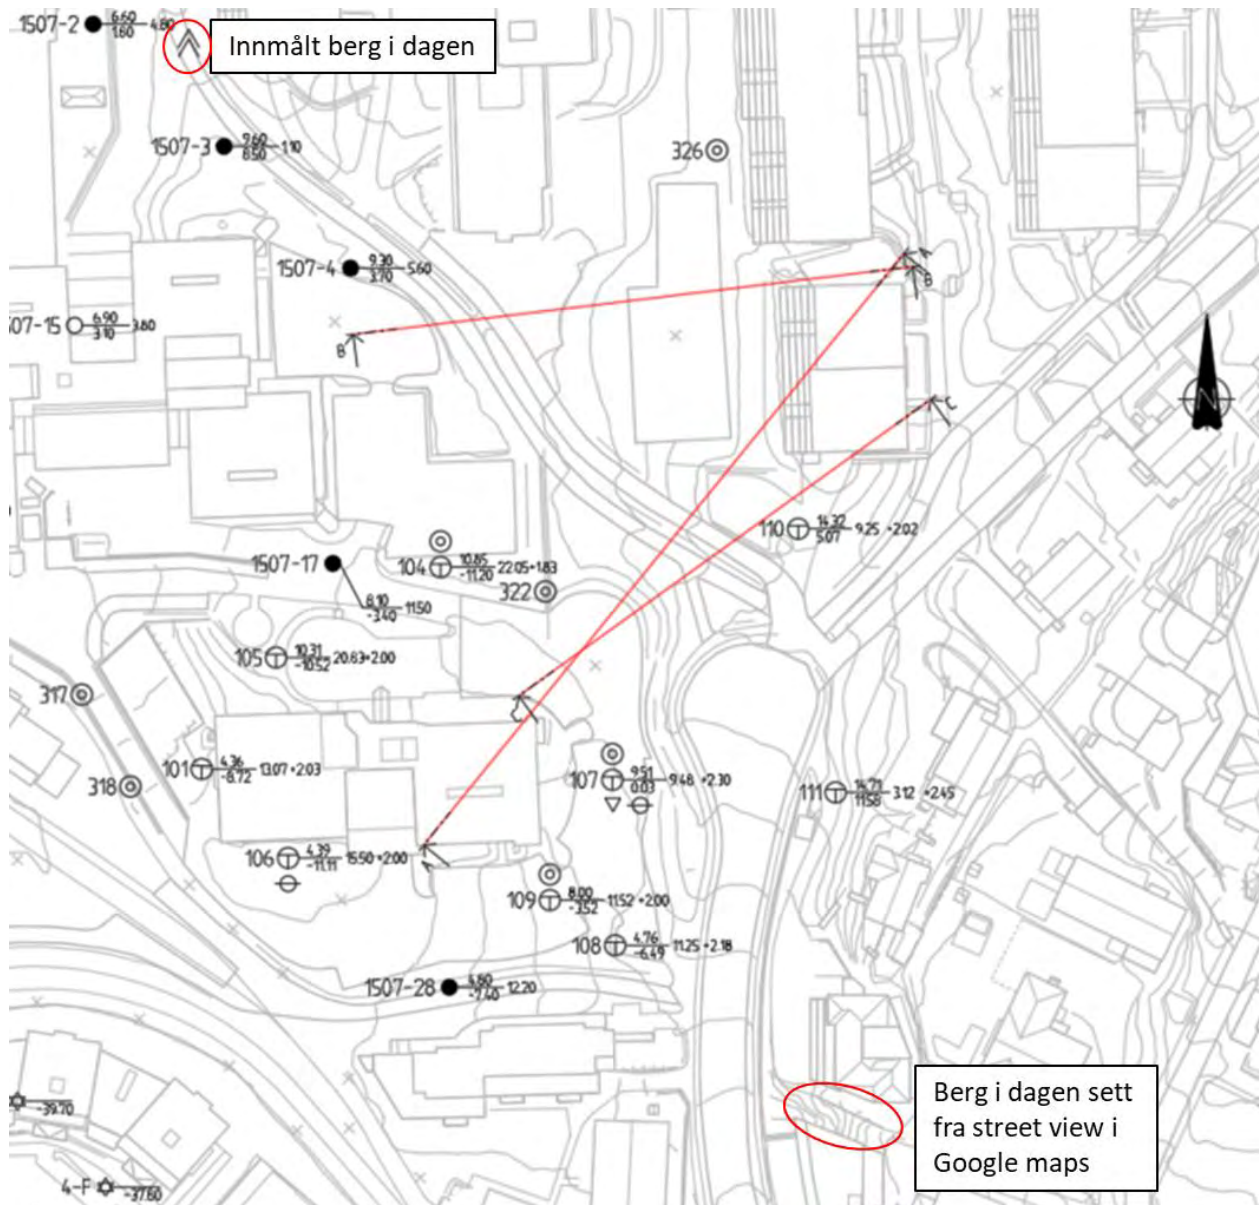 1507-2 6.60 4.80
1.80
Innmålt berg i dagen
1507-3 9.60 1.10
8.50
326
1507-4 9.30 5.60
3.70
A
B
07-15 6.90 3.80
3.10
B
N
C
110 14.32 9.25 +2.02
5.07
1507-17
104 10.85 22.05+1.83
-11.20
322
8.10 11.50
-3.40
105 10.31 20.83+2.00
-10.52
317
C
101 4.36 13.07 +2.03
-8.72
318
107 9.51 9.48 +2.30
0.03
111 14.71 3.12 +2.45
11.58
106 4.39 15.50 +2.00
-11.11
A
109 8.00 11.52 +2.00
-3.52
108 4.76 11.25 +2.18
-6.49
1507-28 4.80 12.20
-7.40
Berg i dagen sett
fra street view i
Google maps
-39.70
4-F -37.60